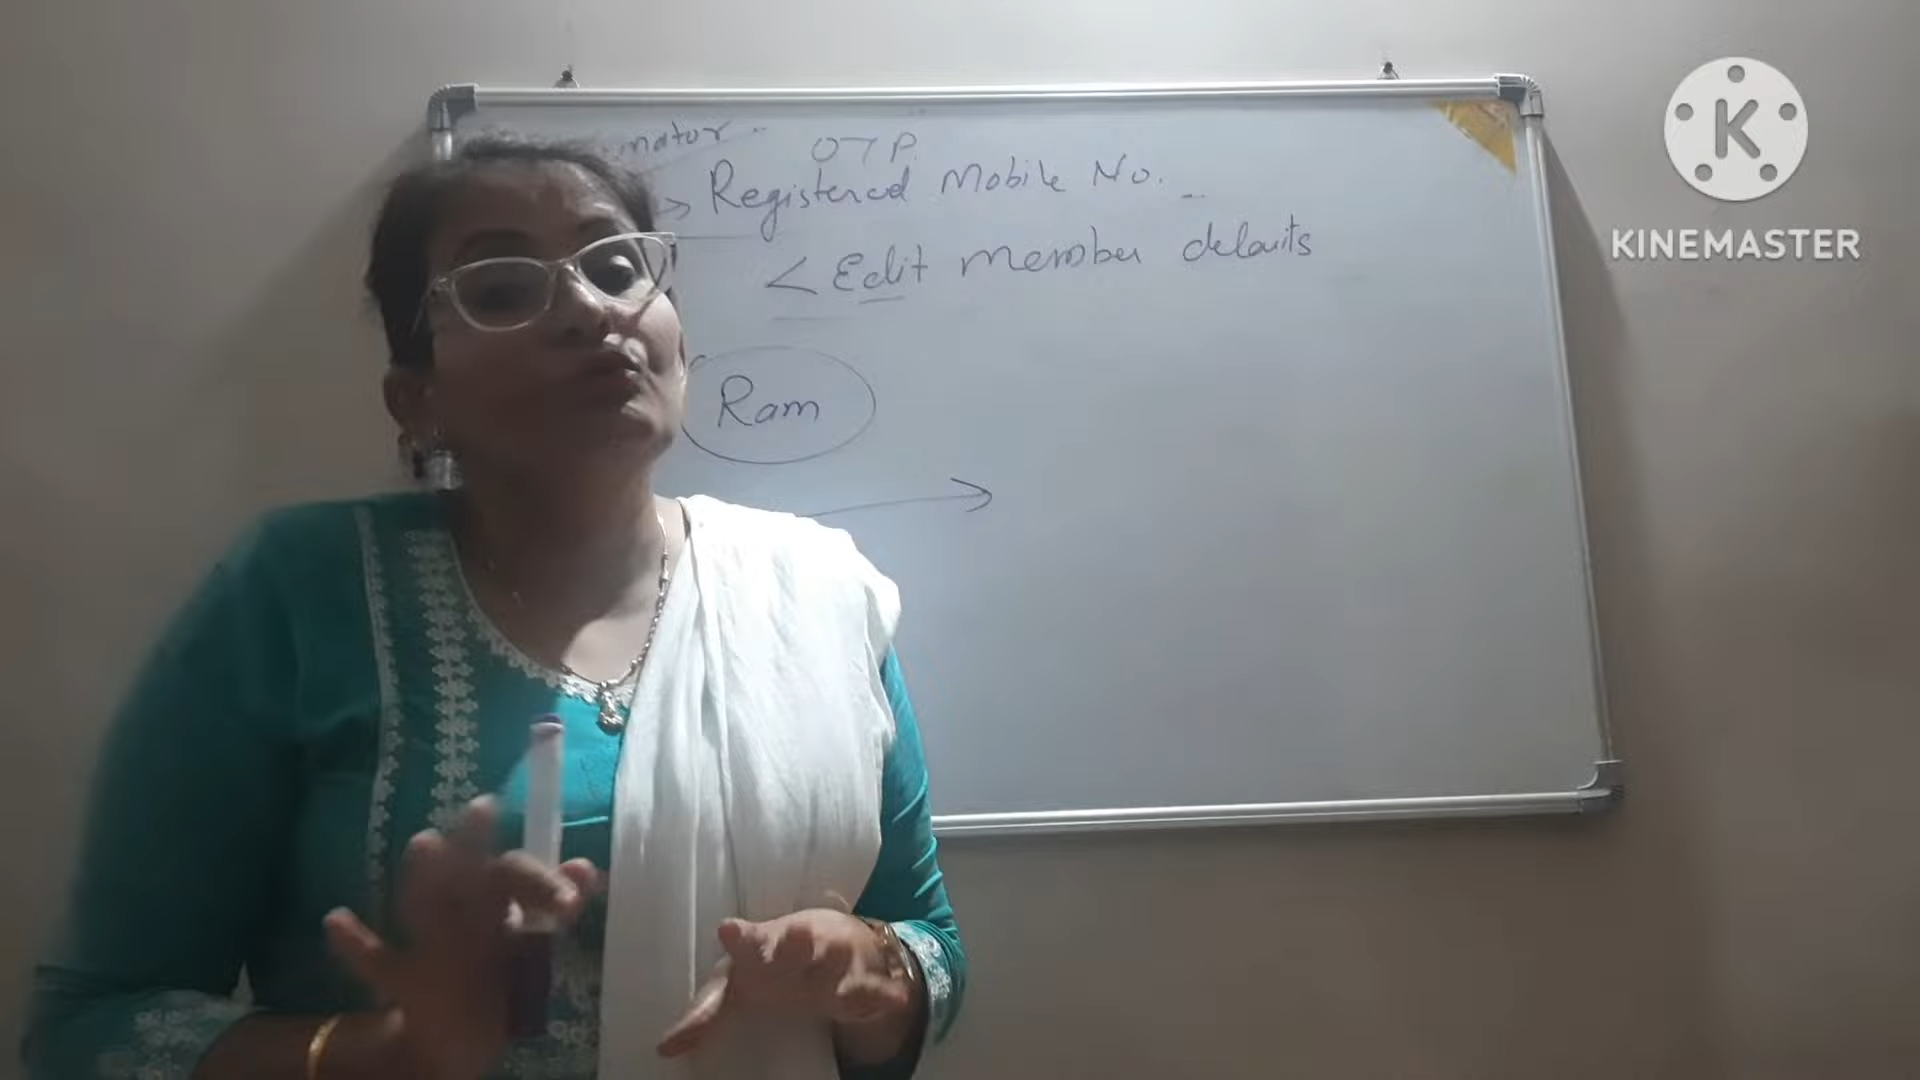 OTP
→ Registered Mobile No.
< Edit member delaits
Ram
K
KINEMASTER